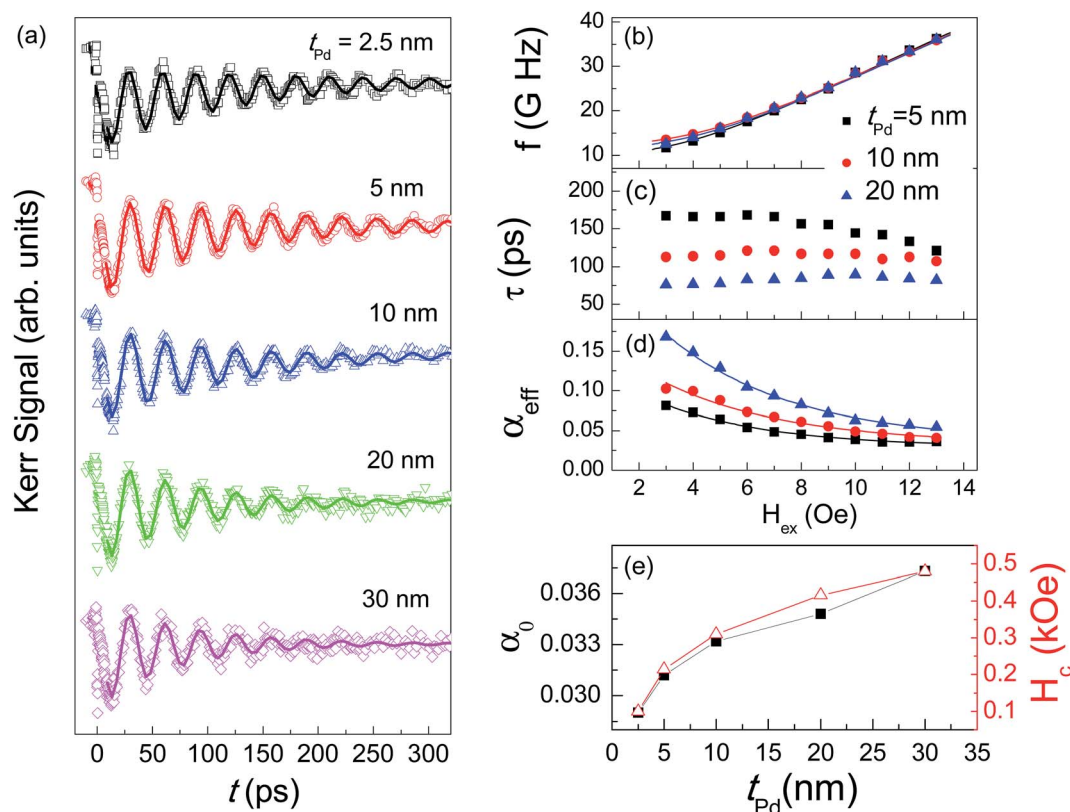 (a)
t_Pd = 2.5 nm
5 nm
10 nm
20 nm
30 nm
Kerr Signal (arb. units)
0 50 100 150 200 250 300
t (ps)
(b)
f (G Hz)
40
30
20
10
t_Pd=5 nm
10 nm
20 nm
(c)
τ (ps)
200
150
100
50
(d)
α_eff
0.15
0.10
0.05
0.00
2 4 6 8 10 12 14
H_ex (Oe)
(e)
α_0
0.036
0.033
0.030
0.5
0.4
0.3
0.2
0.1
H_c (kOe)
0 5 10 15 20 25 30 35
t_Pd(nm)